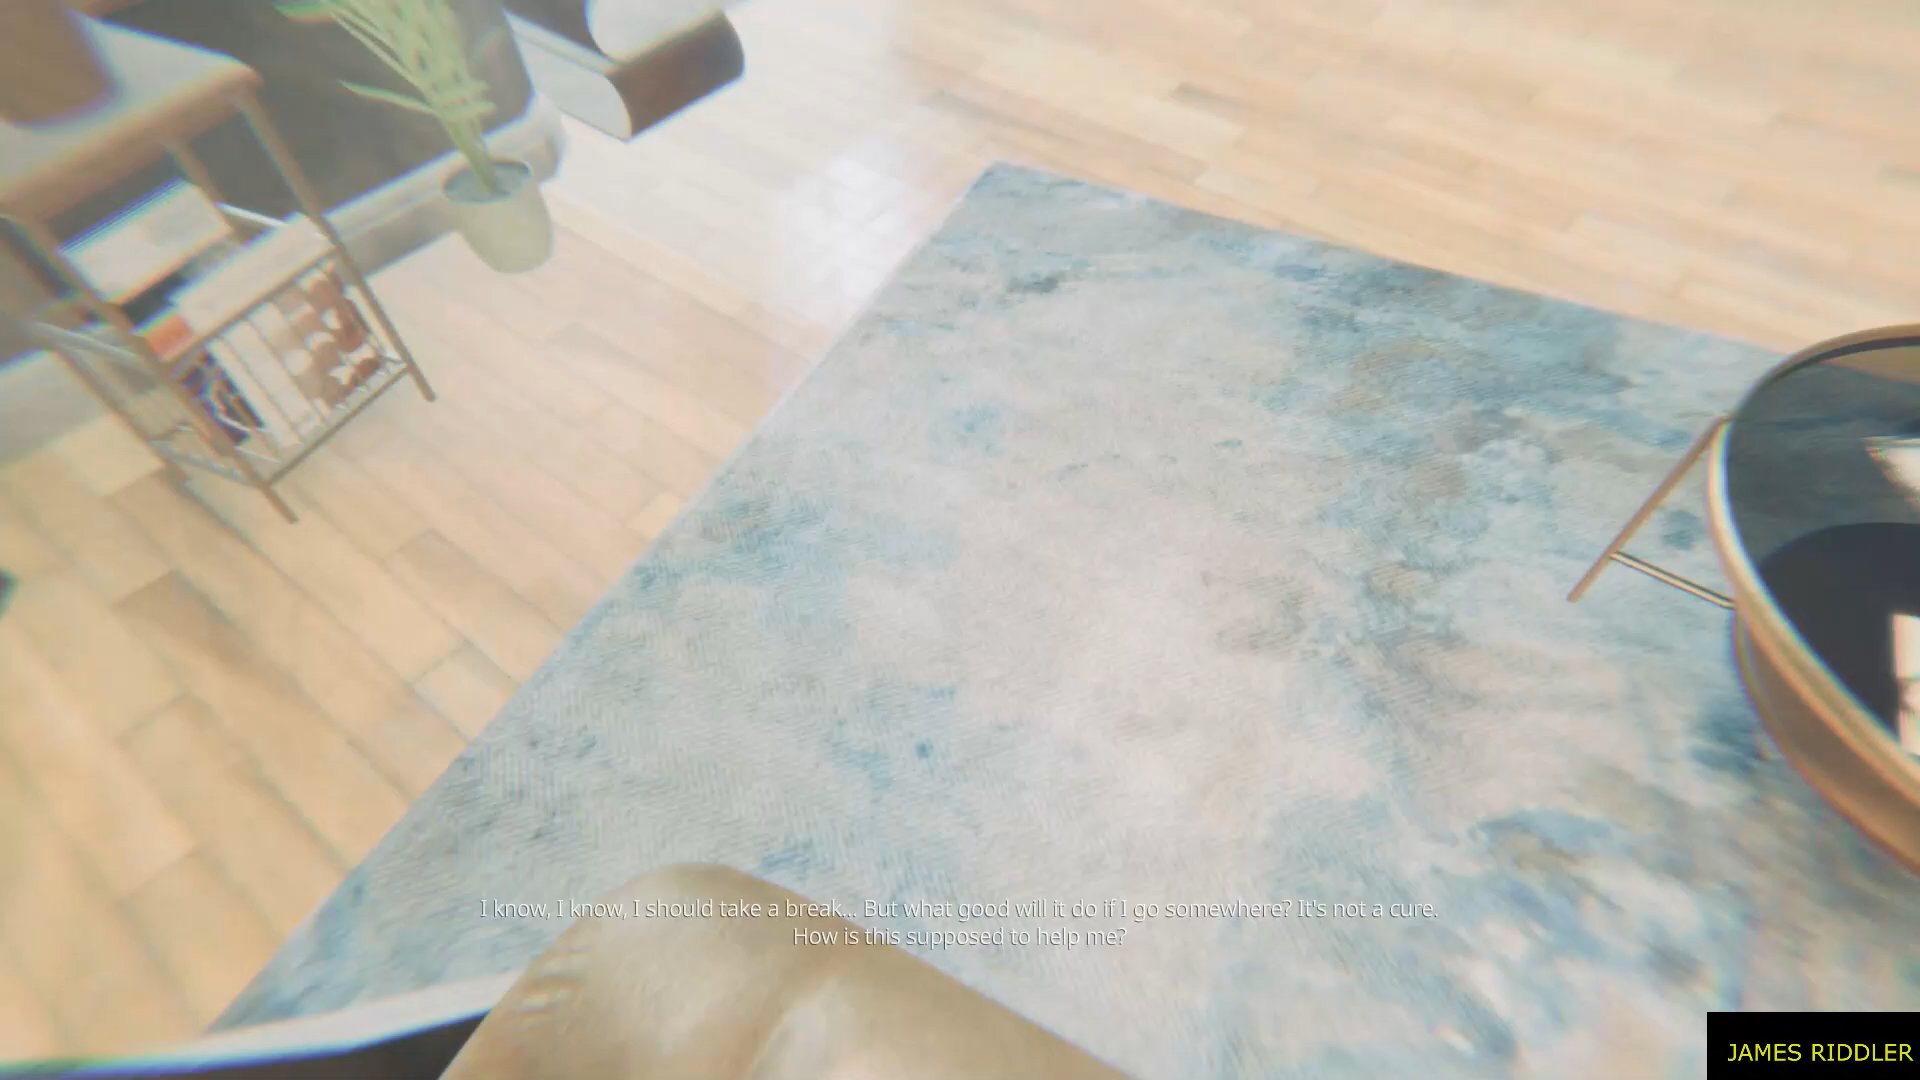 I know, I know, I should take a break... But what good will it do if I go somewhere? It's not a cure.
How is this supposed to help me?
JAMES RIDDLER